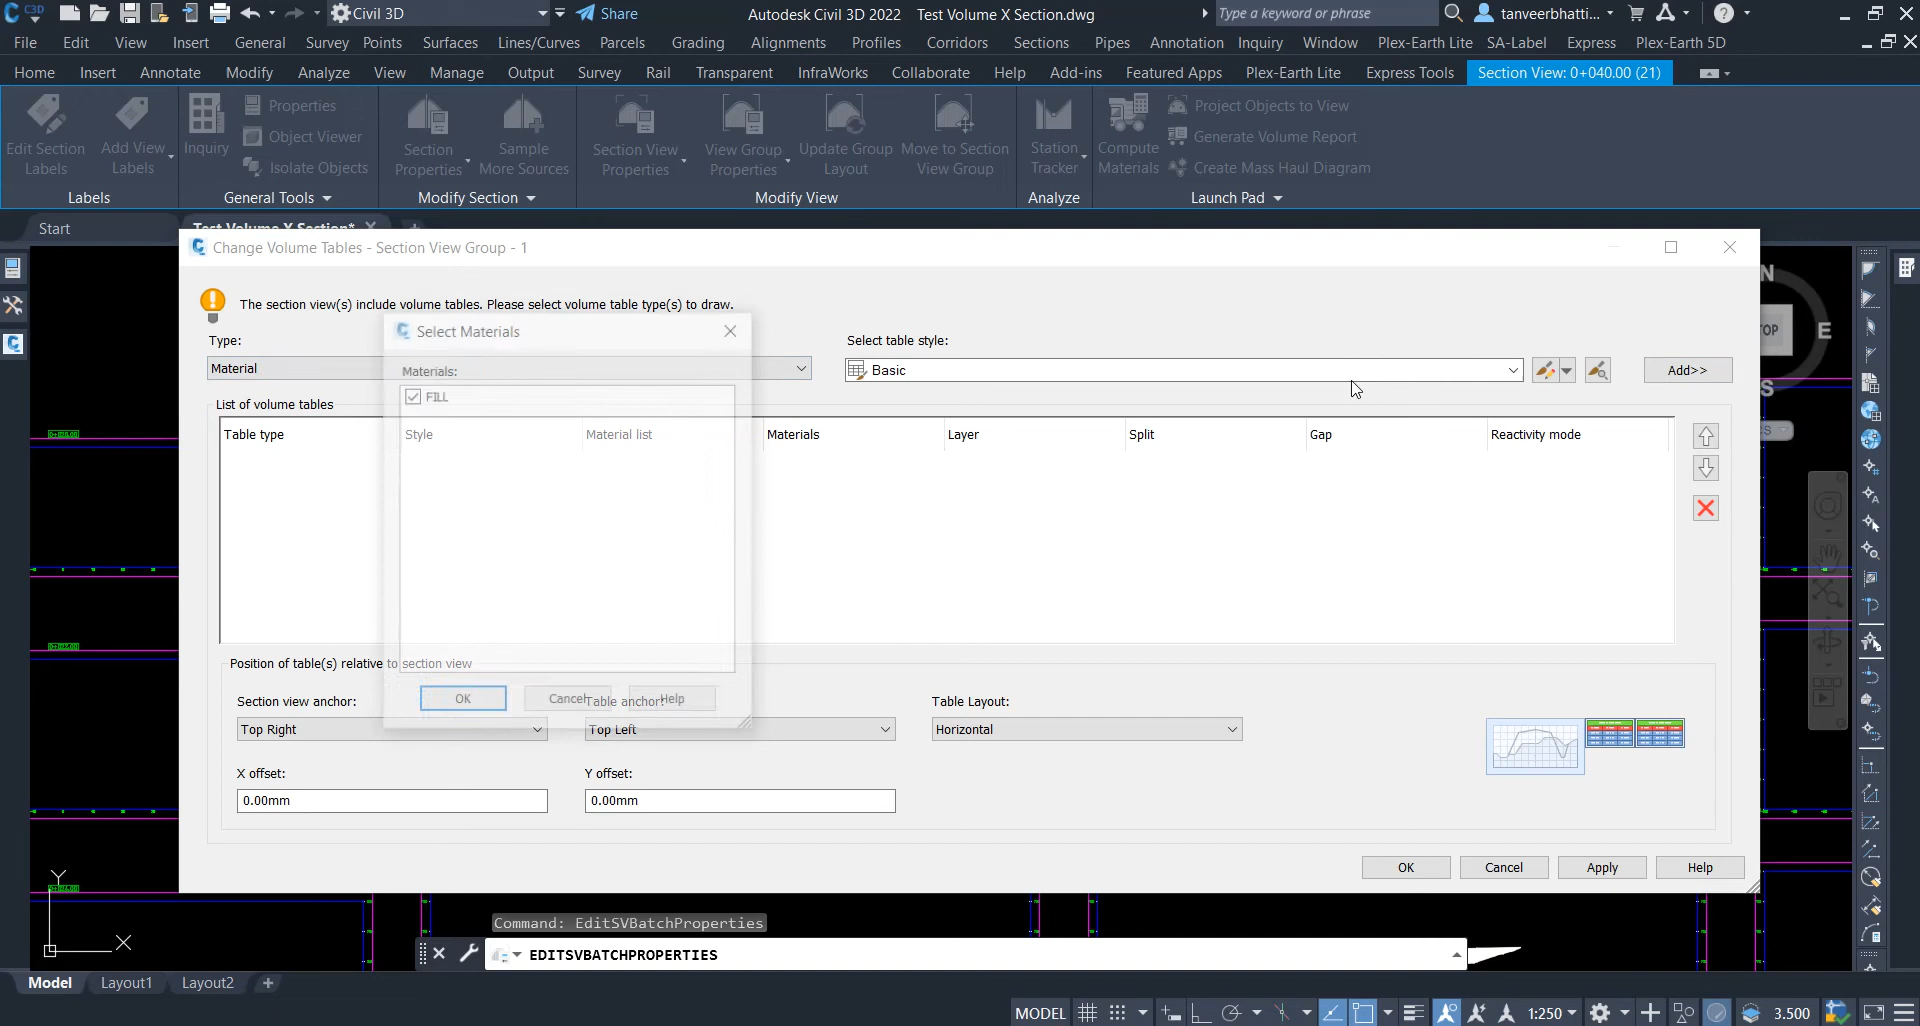 C3D Civil 3D Share Autodesk Civil 3D 2022 Test Volume X Section.dwg Type a keyword or phrase tanveerbhatti...
File Edit View Insert General Survey Points Surfaces Lines/Curves Parcels Grading Alignments Profiles Corridors Sections Pipes Annotation Inquiry Window Plex-Earth Lite SA-Label Express Plex-Earth 5D
Home Insert Annotate Modify Analyze View Manage Output Survey Rail Transparent InfraWorks Collaborate Help Add-ins Featured Apps Plex-Earth Lite Express Tools Section View: 0+040.00 (21)
Edit Section Labels
Add View Labels
Inquiry
Properties
Object Viewer
Isolate Objects
Section Properties
Sample More Sources
Section View Properties
View Group Properties
Update Group Layout
Move to Section View Group
Station Tracker
Compute Materials
Project Objects to View
Generate Volume Report
Create Mass Haul Diagram
Labels General Tools Modify Section Modify View Analyze Launch Pad
Start Test Volume X Section*
Change Volume Tables - Section View Group - 1
The section view(s) include volume tables. Please select volume table type(s) to draw.
Type: Select table style:
Material Basic Add>>
Select Materials
Materials:
FILL
OK Cancel Help
List of volume tables
Table type Style Material list Materials Layer Split Gap Reactivity mode
Position of table(s) relative to section view
Section view anchor: Table anchor: Table Layout:
Top Right Top Left Horizontal
X offset: Y offset:
0.00mm 0.00mm
OK Cancel Apply Help
N
TOP E
S
Y
X
Command: EditSVBatchProperties
EDITSVBATCHPROPERTIES
Model Layout1 Layout2
MODEL 1:250 3.500